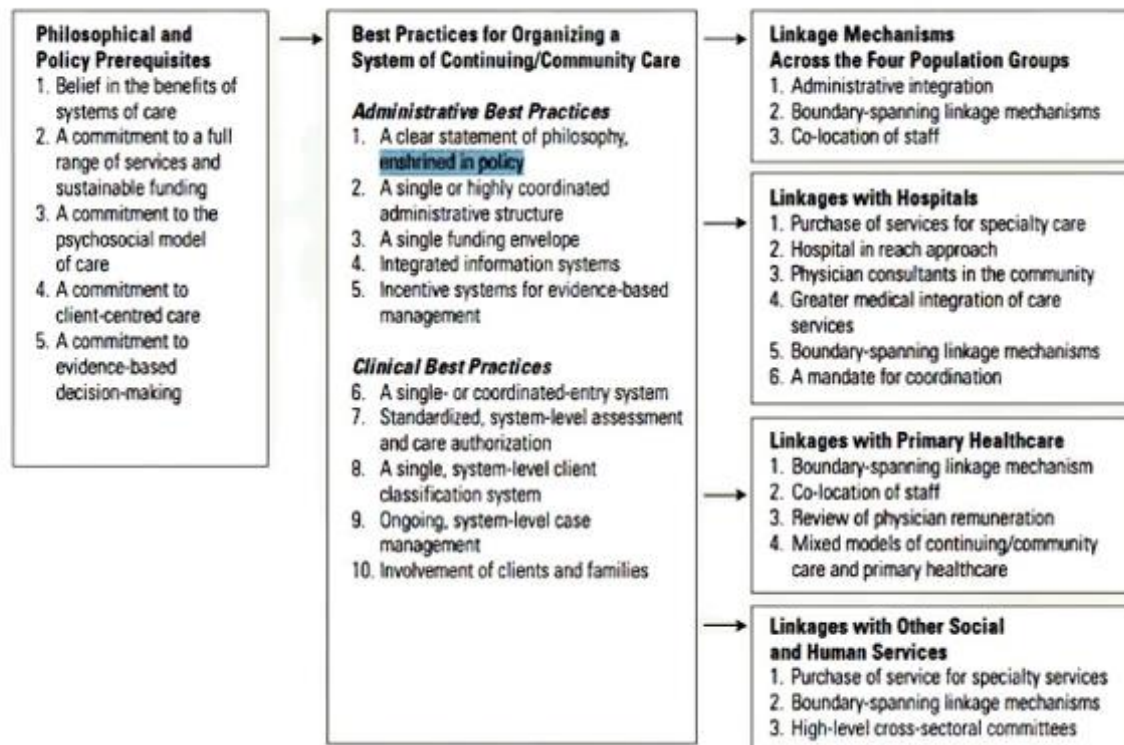 Philosophical and
Policy Prerequisites
1. Belief in the benefits of
systems of care
2. A commitment to a full
range of services and
sustainable funding
3. A commitment to the
psychosocial model
of care
4. A commitment to
client-centred care
5. A commitment to
evidence-based
decision-making
Best Practices for Organizing a
System of Continuing/Community Care
Administrative Best Practices
1. A clear statement of philosophy,
enshrined in policy
2. A single or highly coordinated
administrative structure
3. A single funding envelope
4. Integrated information systems
5. Incentive systems for evidence-based
management
Clinical Best Practices
6. A single- or coordinated-entry system
7. Standardized, system-level assessment
and care authorization
8. A single, system-level client
classification system
9. Ongoing, system-level case
management
10. Involvement of clients and families
Linkage Mechanisms
Across the Four Population Groups
1. Administrative integration
2. Boundary-spanning linkage mechanisms
3. Co-location of staff
Linkages with Hospitals
1. Purchase of services for specialty care
2. Hospital in reach approach
3. Physician consultants in the community
4. Greater medical integration of care
services
5. Boundary-spanning linkage mechanisms
6. A mandate for coordination
Linkages with Primary Healthcare
1. Boundary-spanning linkage mechanism
2. Co-location of staff
3. Review of physician remuneration
4. Mixed models of continuing/community
care and primary healthcare
Linkages with Other Social
and Human Services
1. Purchase of service for specialty services
2. Boundary-spanning linkage mechanisms
3. High-level cross-sectoral committees